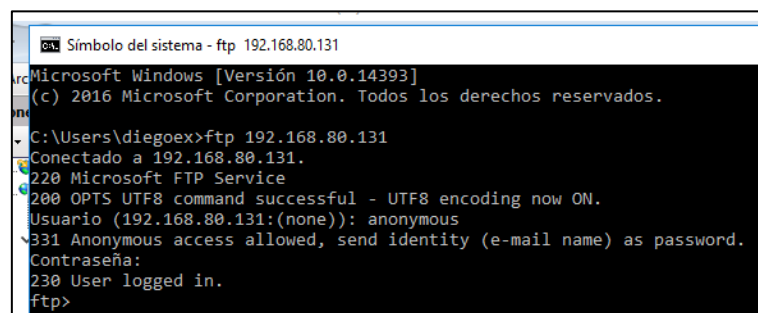 Símbolo del sistema - ftp 192.168.80.131
Microsoft Windows [Versión 10.0.14393]
(c) 2016 Microsoft Corporation. Todos los derechos reservados.
C:\Users\diegoex>ftp 192.168.80.131
Conectado a 192.168.80.131.
220 Microsoft FTP Service
200 OPTS UTF8 command successful - UTF8 encoding now ON.
Usuario (192.168.80.131:(none)): anonymous
331 Anonymous access allowed, send identity (e-mail name) as password.
Contraseña:
230 User logged in.
ftp>